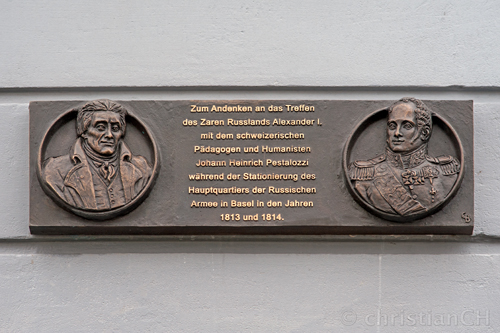 Zum Andenken an das Treffen
des Zaren Russlands Alexander I.
mit dem schweizerischen
Pädagogen und Humanisten
Johann Heinrich Pestalozzi
während der Stationierung des
Hauptquartiers der Russischen
Armee in Basel in den Jahren
1813 und 1814.
© christianCH